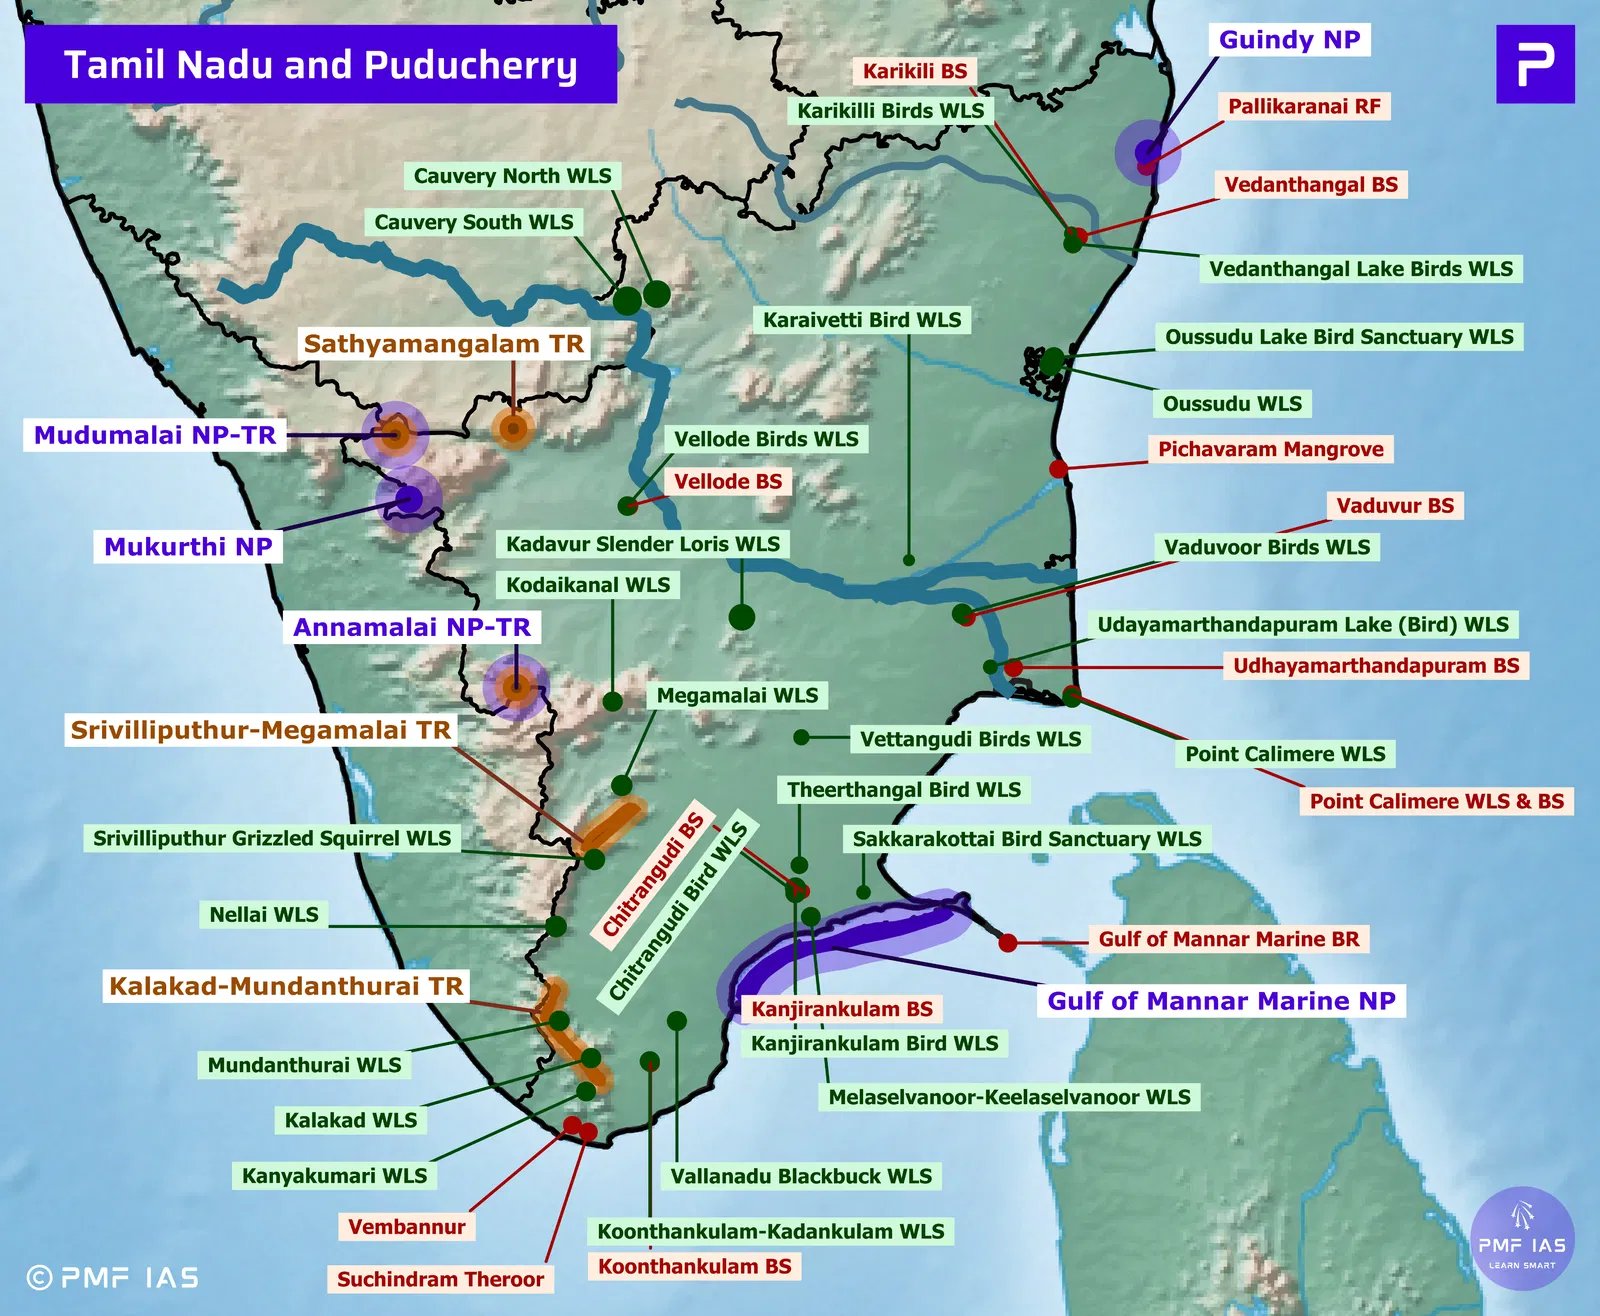 Tamil Nadu and Puducherry
Guindy NP
P
Karikili BS
Karikilli Birds WLS
Pallikaranai RF
Cauvery North WLS
Vedanthangal BS
Cauvery South WLS
Vedanthangal Lake Birds WLS
Karaivetti Bird WLS
Sathyamangalam TR
Oussudu Lake Bird Sanctuary WLS
Oussudu WLS
Mudumalai NP-TR
Vellode Birds WLS
Pichavaram Mangrove
Vellode BS
Vaduvur BS
Mukurthi NP
Kadavur Slender Loris WLS
Vaduvoor Birds WLS
Kodaikanal WLS
Annamalai NP-TR
Udayamarthandapuram Lake (Bird) WLS
Udhayamarthandapuram BS
Megamalai WLS
Srivilliputhur-Megamalai TR
Vettangudi Birds WLS
Point Calimere WLS
Theerthangal Bird WLS
Point Calimere WLS & BS
Srivilliputhur Grizzled Squirrel WLS
Chitrangudi BS
Chitrangudi Bird WLS
Sakkarakottai Bird Sanctuary WLS
Nellai WLS
Gulf of Mannar Marine BR
Kalakad-Mundanthurai TR
Gulf of Mannar Marine NP
Kanjirankulam BS
Kanjirankulam Bird WLS
Mundanthurai WLS
Melaselvanoor-Keelaselvanoor WLS
Kalakad WLS
Kanyakumari WLS
Vallanadu Blackbuck WLS
Vembannur
Koonthankulam-Kadankulam WLS
Koonthankulam BS
Suchindram Theroor
© PMF IAS
PMF IAS
LEARN SMART